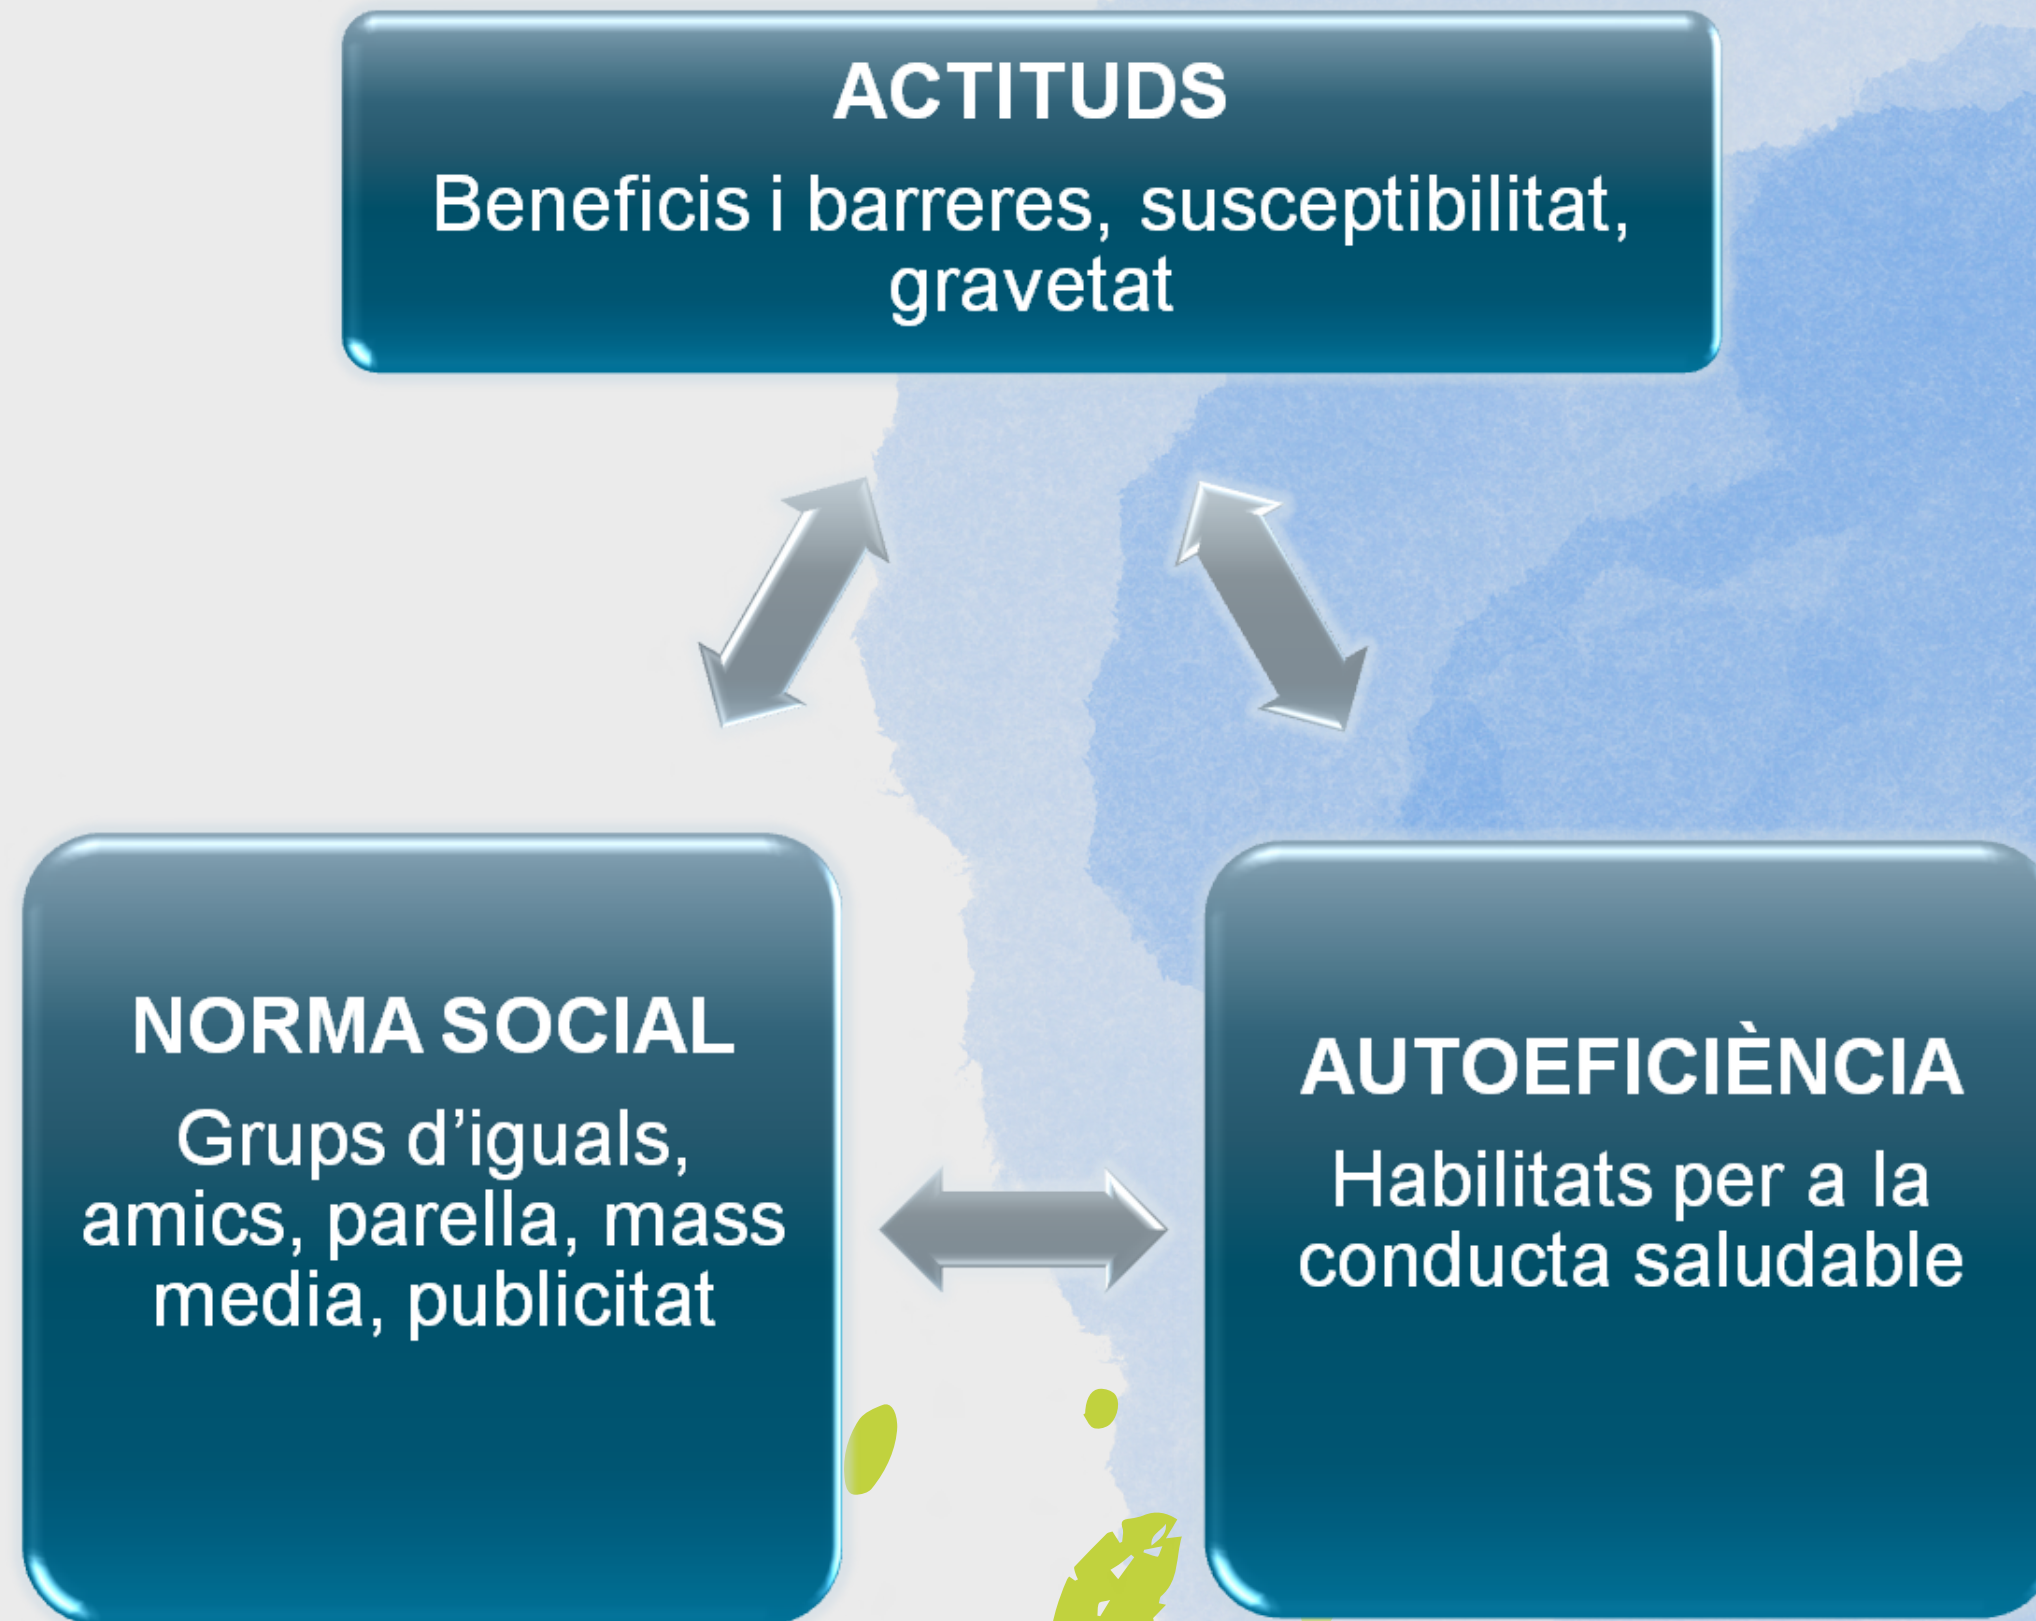 ACTITUDS
Beneficis i barreres, susceptibilitat,
gravetat
NORMA SOCIAL
Grups d’iguals,
amics, parella, mass
media, publicitat
AUTOEFICIÈNCIA
Habilitats per a la
conducta saludable